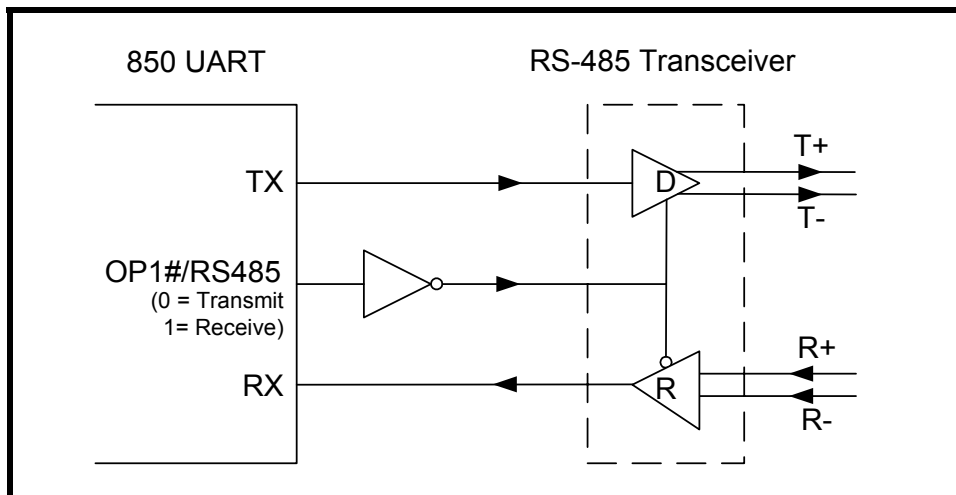 850 UART
RS-485 Transceiver
TX
D
T+
T-
OP1#/RS485
(0 = Transmit
1= Receive)
RX
R
R+
R-